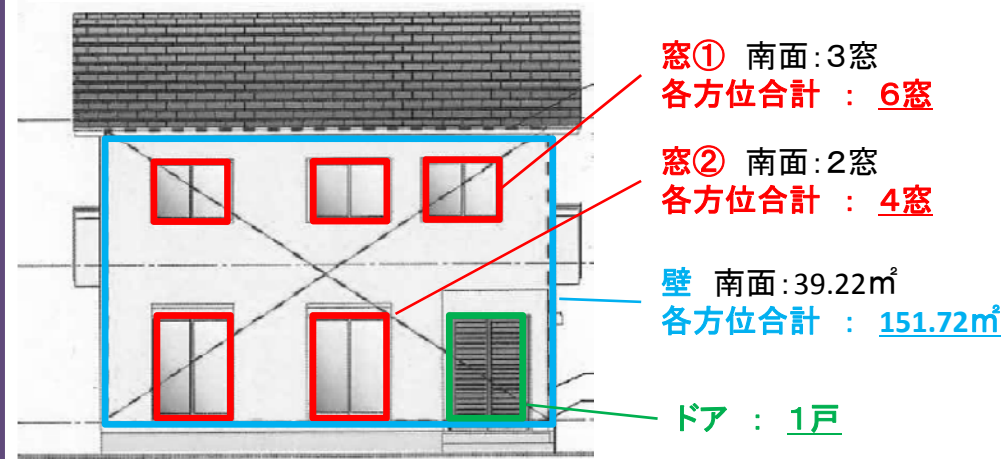 窓① 南面:3窓
各方位合計 : 6窓
窓② 南面:2窓
各方位合計 : 4窓
壁 南面:39.22㎡
各方位合計 : 151.72㎡
ドア : 1戸